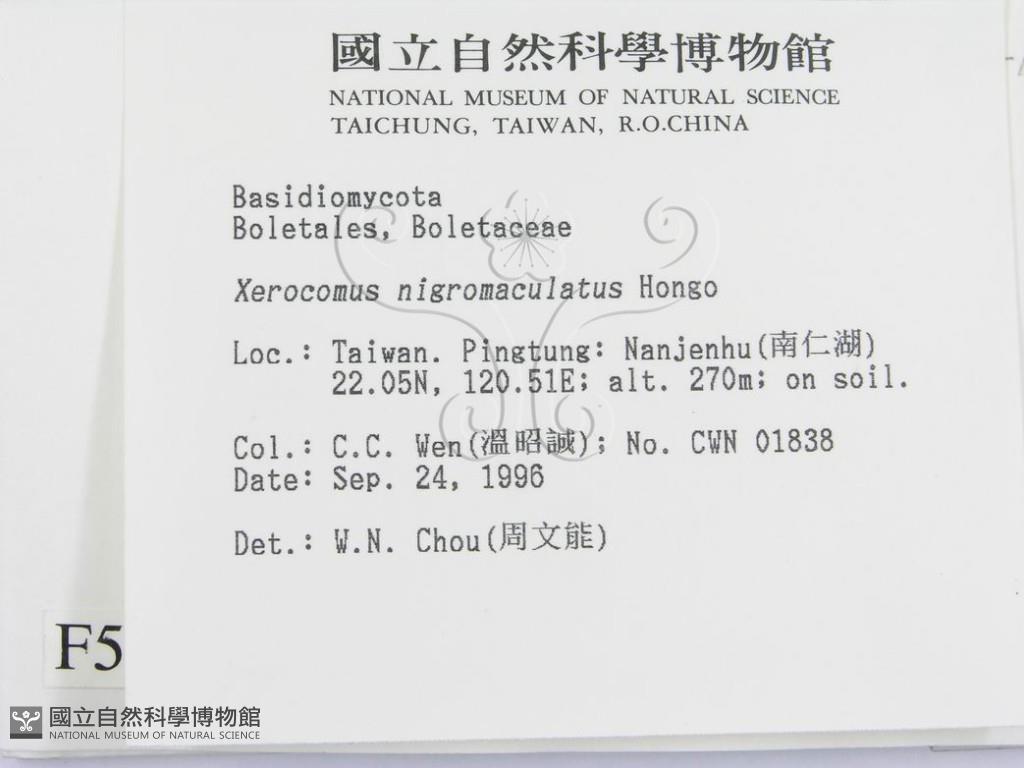 國立自然科學博物館
NATIONAL MUSEUM OF NATURAL SCIENCE
TAICHUNG, TAIWAN, R.O.CHINA
Basidiomycota
Boletales, Boletaceae
Xerocomus nigromaculatus Hongo
Loc.: Taiwan. Pingtung: Nanjenhu(南仁湖)
22.05N, 120.51E; alt. 270m; on soil.
Col.: C.C. Wen(溫昭誠); No. CWN 01838
Date: Sep. 24, 1996
Det.: W.N. Chou(周文能)
F5
國立自然科學博物館
NATIONAL MUSEUM OF NATURAL SCIENCE